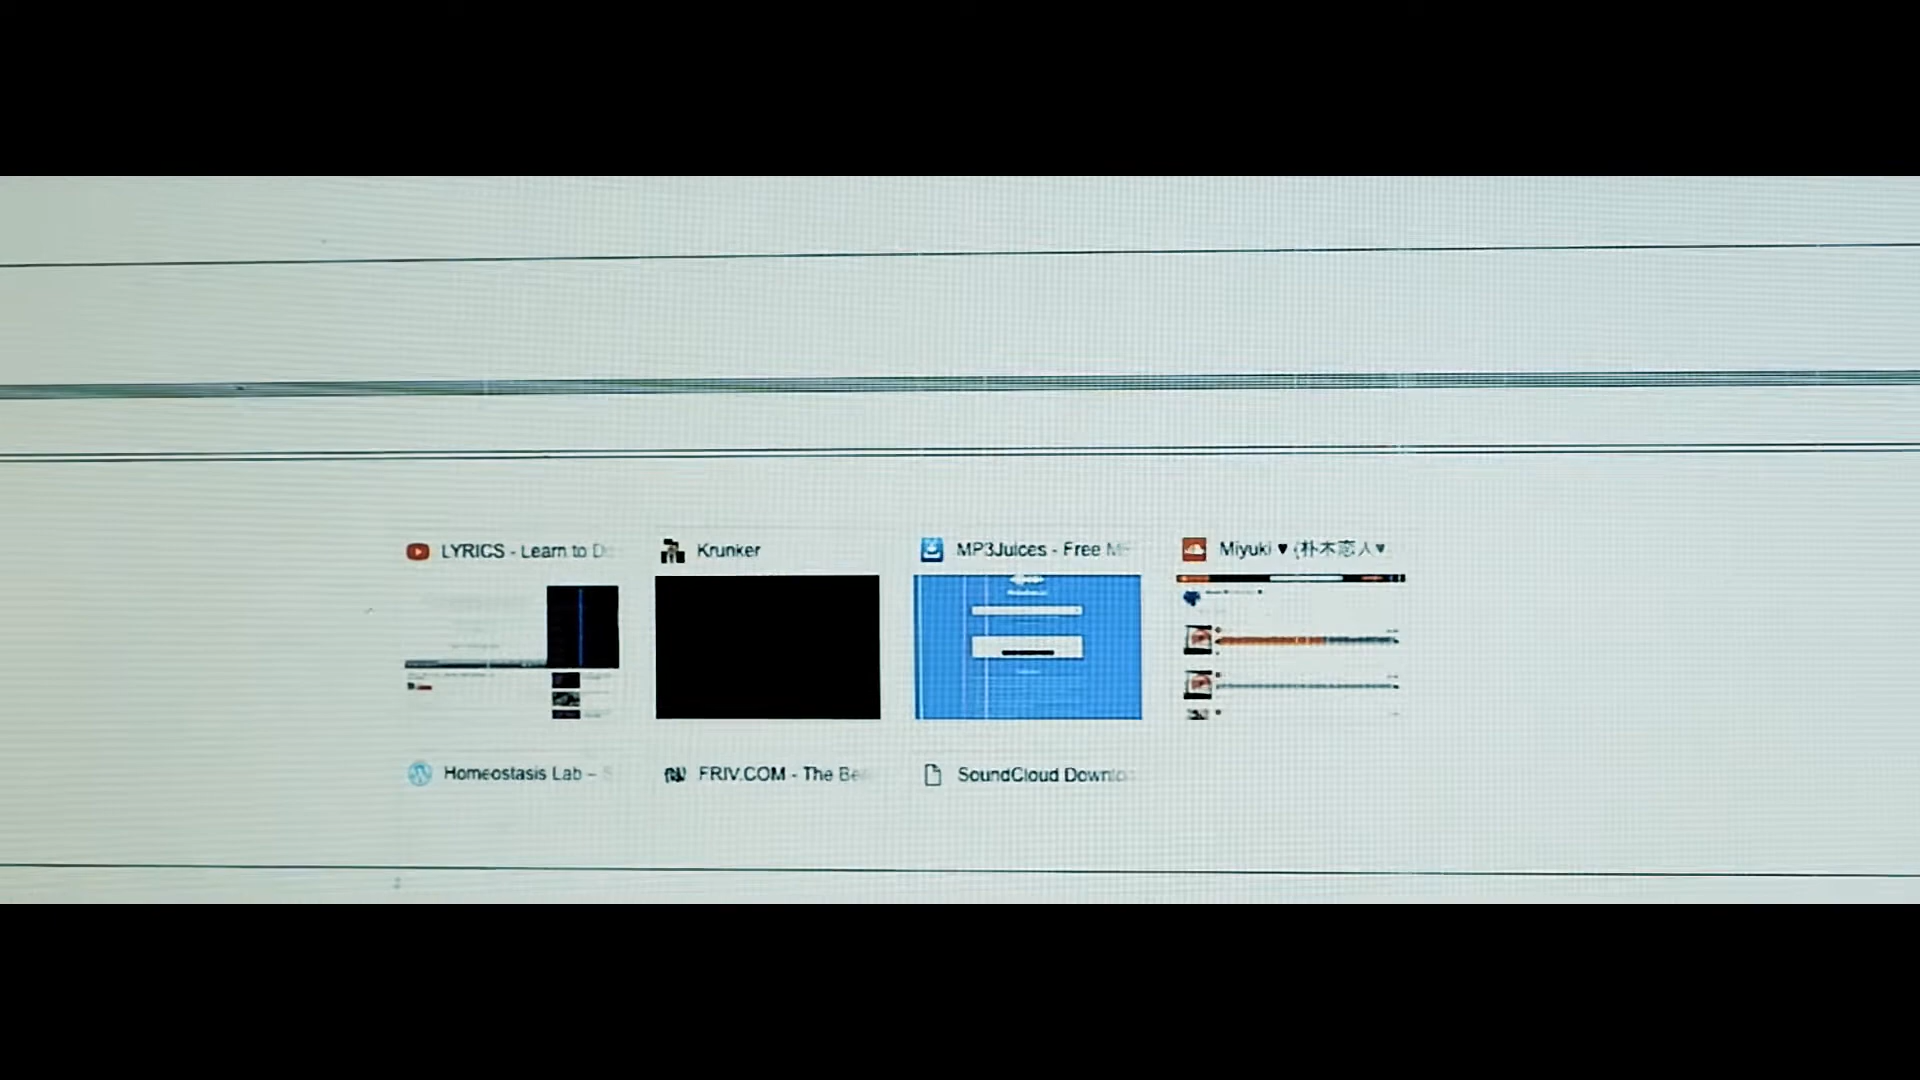 LYRICS - Learn to D
Krunker
MP3Juices - Free MP
Miyuki ♥ (朴木恋人♥
Homeostasis Lab – S
FRIV.COM - The Be
SoundCloud Downlo